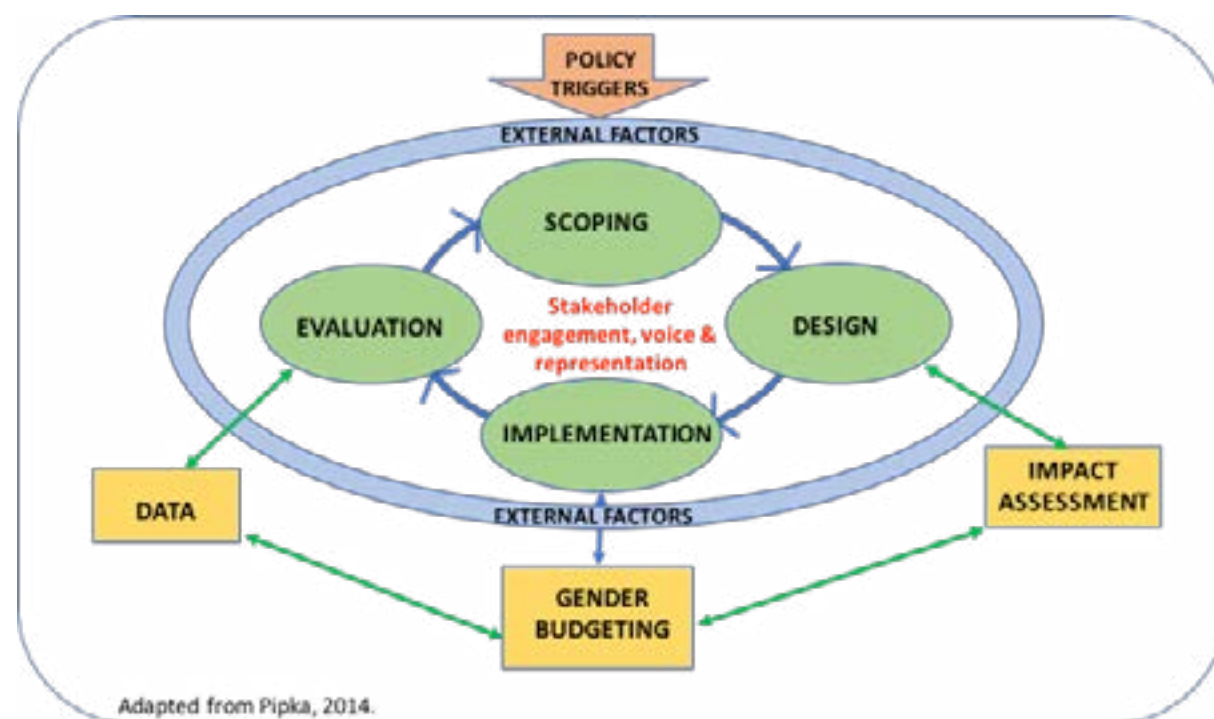 POLICY
TRIGGERS
EXTERNAL FACTORS
SCOPING
EVALUATION
Stakeholder
engagement, voice &
representation
DESIGN
IMPLEMENTATION
DATA
EXTERNAL FACTORS
IMPACT
ASSESSMENT
GENDER
BUDGETING
Adapted from Pipka, 2014.